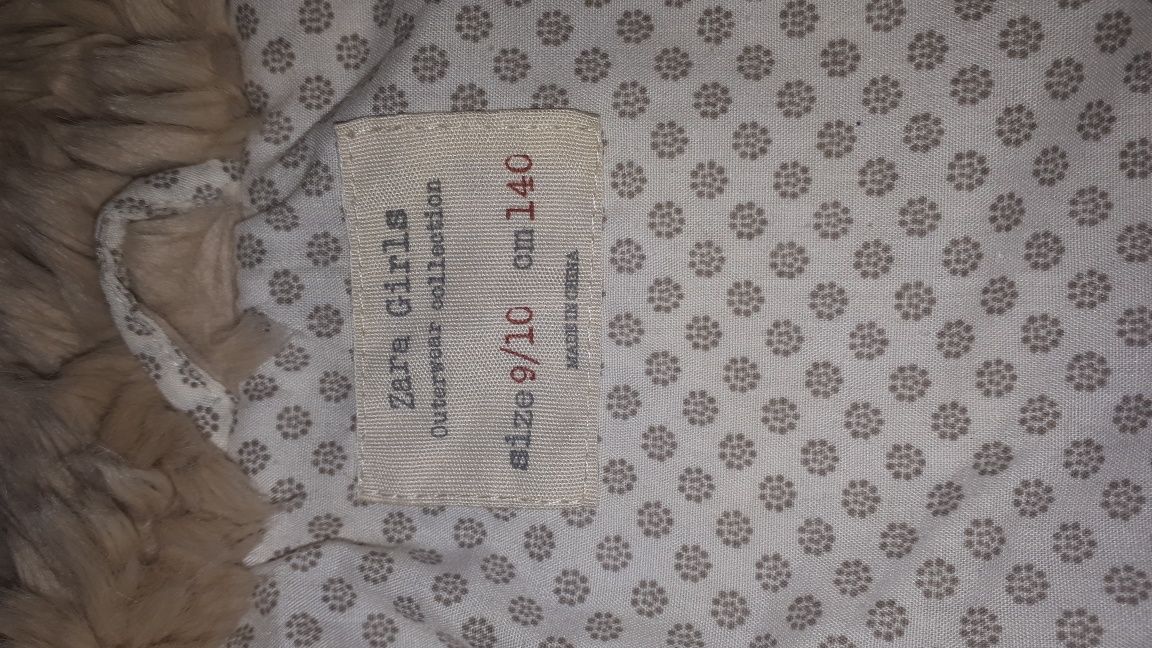 Zara Girls
Outerwear collection
size 9/10 cm 140
MADE IN CHINA